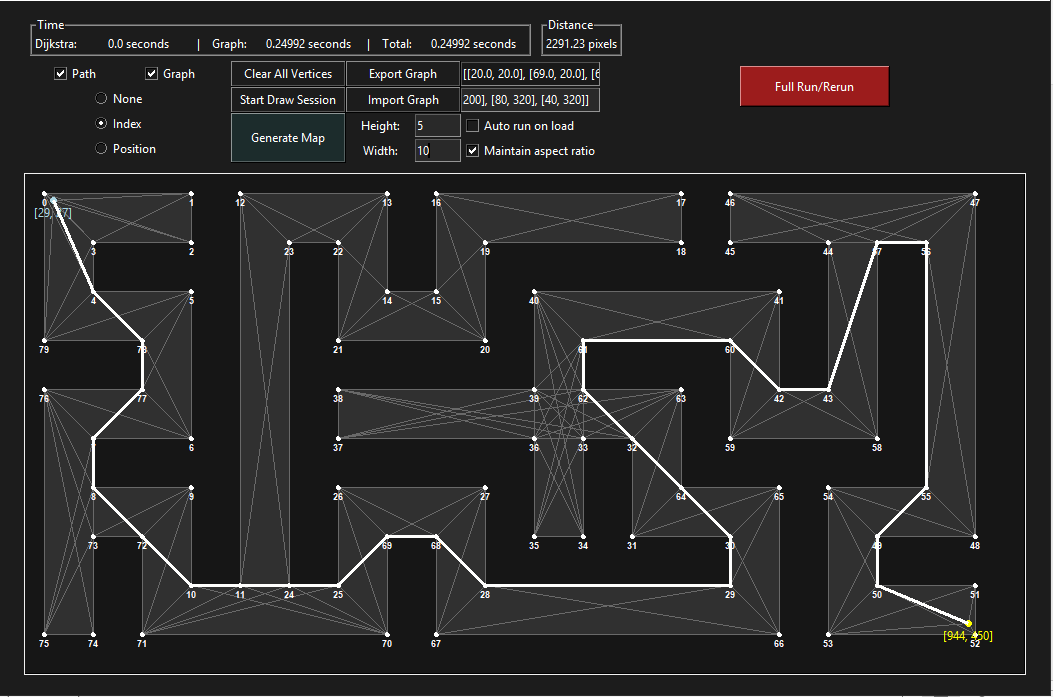 Time
Distance
Dijkstra: 0.0 seconds | Graph: 0.24992 seconds | Total: 0.24992 seconds
2291.23 pixels
Path
Graph
Clear All Vertices
Export Graph
[[20.0, 20.0], [69.0, 20.0], [6
Full Run/Rerun
None
Start Draw Session
Import Graph
200], [80, 320], [40, 320]]
Index
Generate Map
Height: 5
Auto run on load
Position
Width: 10
Maintain aspect ratio
0 1 12 13 16 17 46 47
3 2 23 22 19 18 45 44
4 5 14 15 40 41
79 21 20 61 60
76 77 38 39 62 63 42 43
6 37 36 33 32 59 58
8 9 26 27 64 65 54 55
73 72 69 68 35 34 31 30 49 48
10 11 24 25 28 29 50 51
75 74 71 70 67 66 53 52